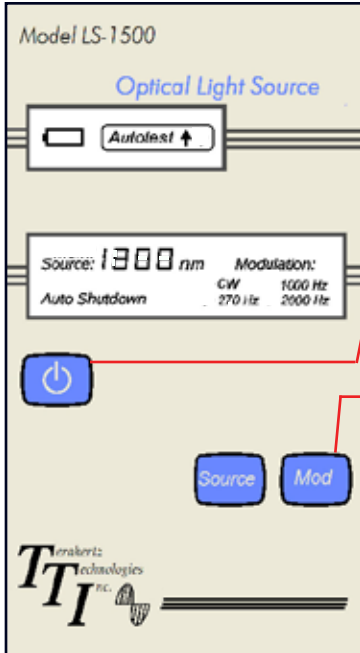 Model LS-1500
Optical Light Source
Autotest
Source: 1300 nm Modulation:
CW 1000 Hz
Auto Shutdown 270 Hz 2000 Hz
Source Mod
Terahertz
Technologies
Inc.